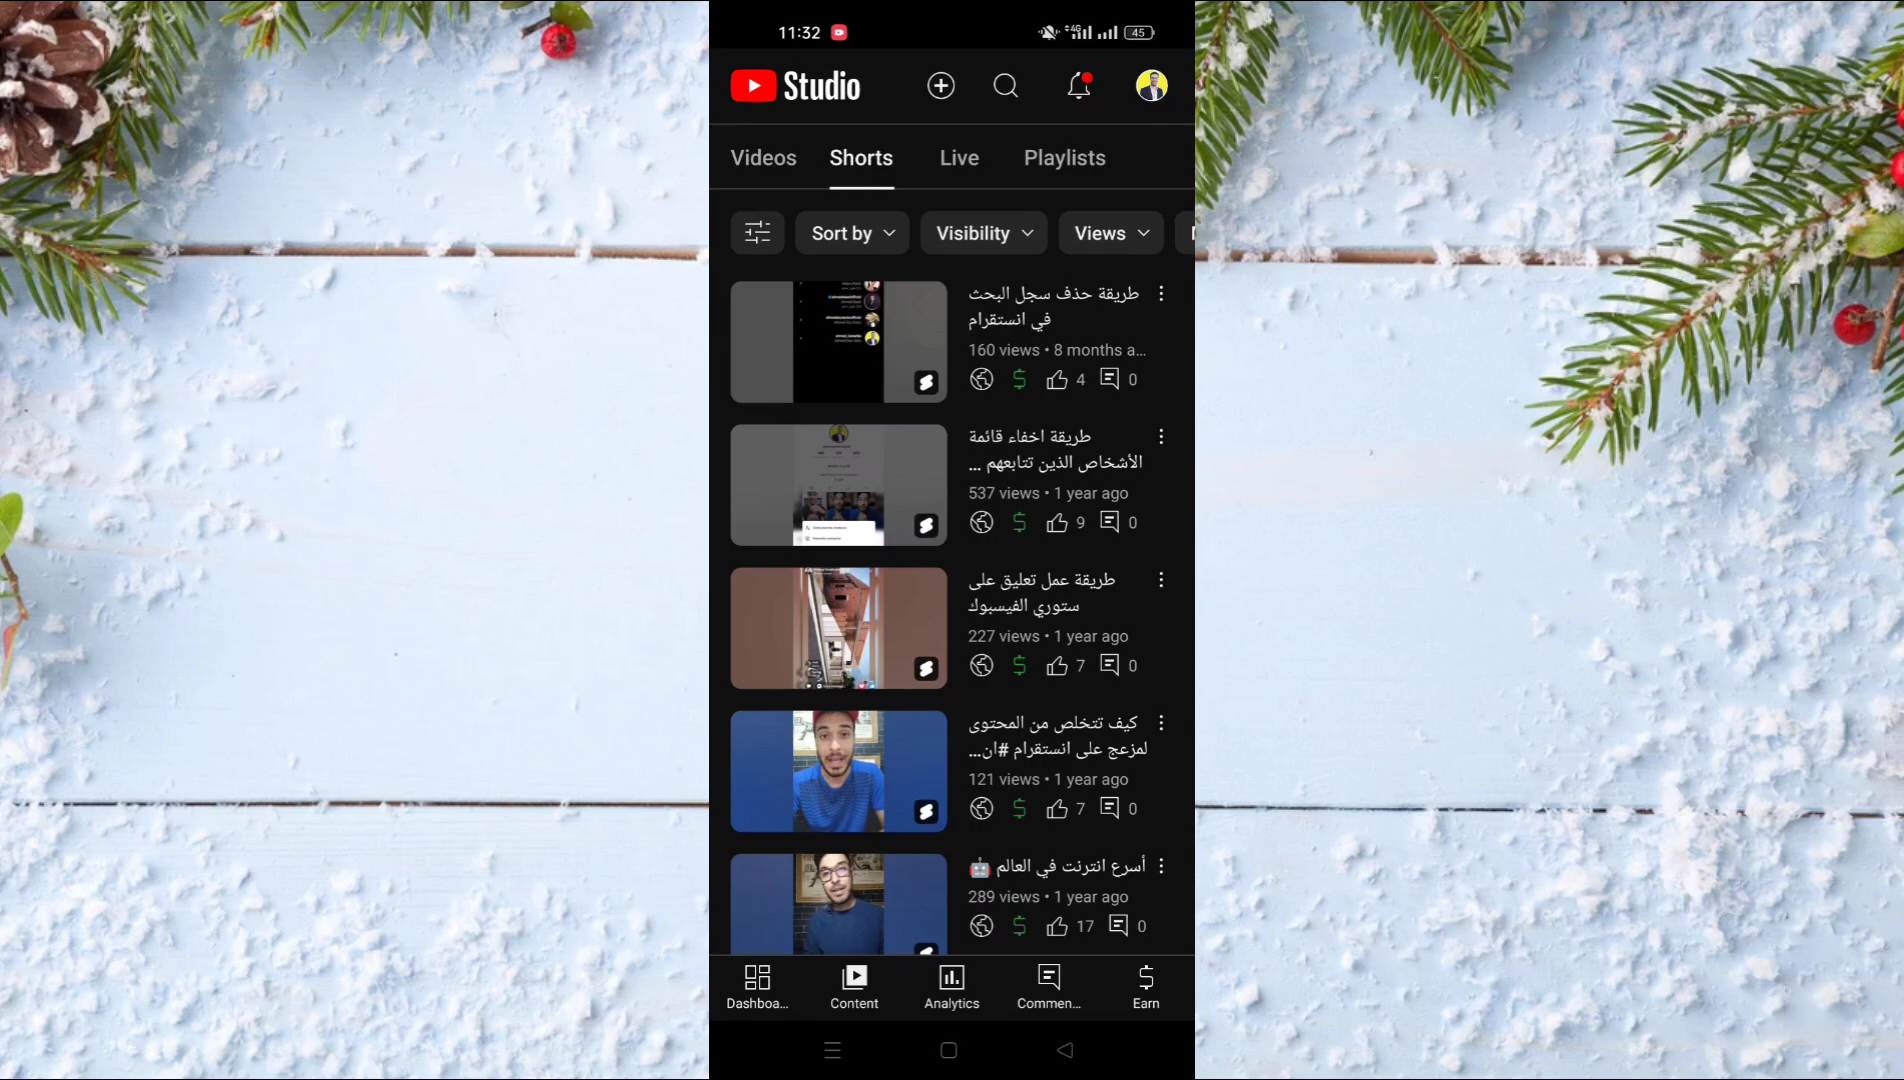 11:32
4G
45
Studio
Videos Shorts Live Playlists
Sort by Visibility Views
طريقة حذف سجل البحث
في انستقرام
160 views • 8 months a...
4 0
طريقة اخفاء قائمة
الأشخاص الذين تتابعهم ...
537 views • 1 year ago
9 0
طريقة عمل تعليق على
ستوري الفيسبوك
227 views • 1 year ago
7 0
كيف تتخلص من المحتوى
لمزعج على انستقرام #ان...
121 views • 1 year ago
7 0
أسرع انترنت في العالم 🤖
289 views • 1 year ago
17 0
Dashboa... Content Analytics Commen... Earn